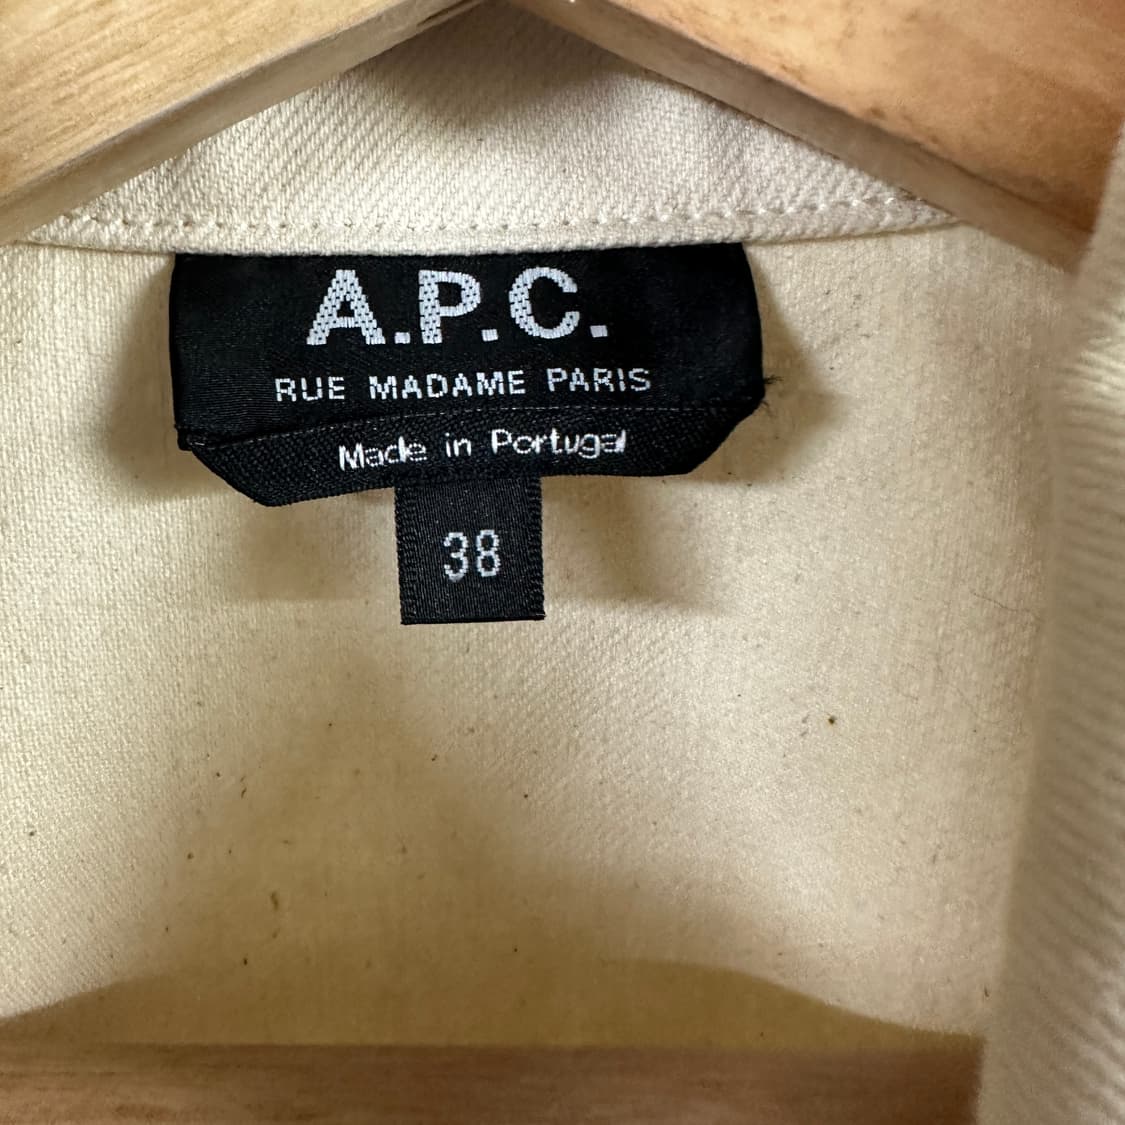 A.P.C.
RUE MADAME PARIS
Made in Portugal
38